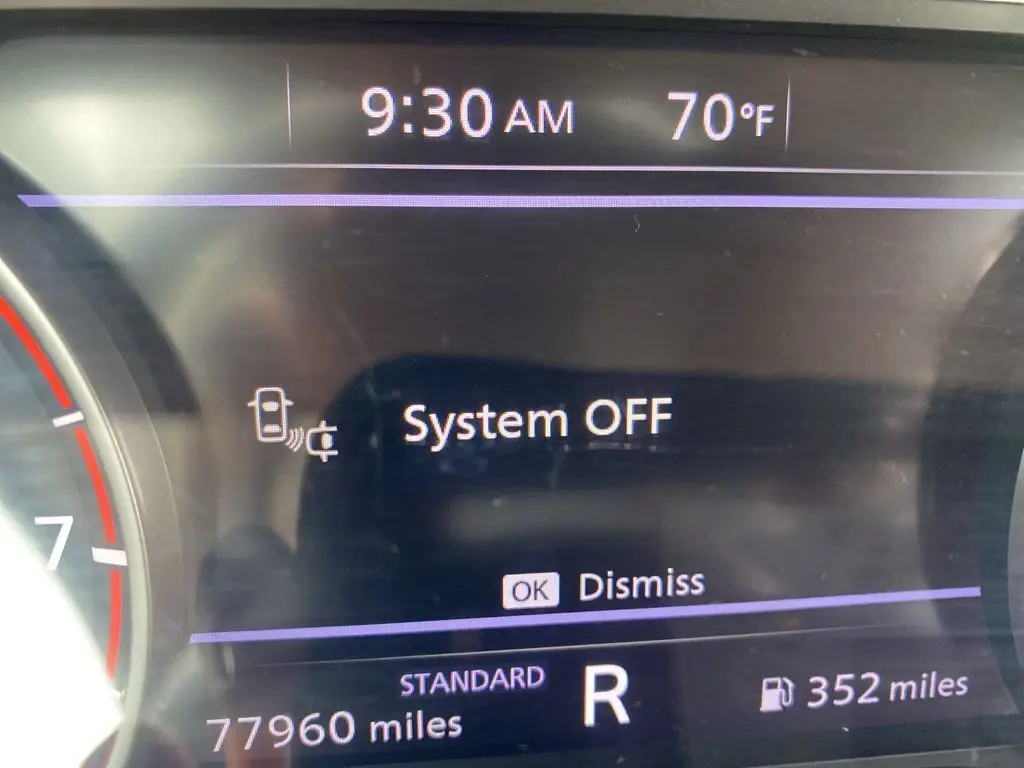 9:30 AM 70°F
System OFF
7
OK Dismiss
STANDARD R
77960 miles 352 miles